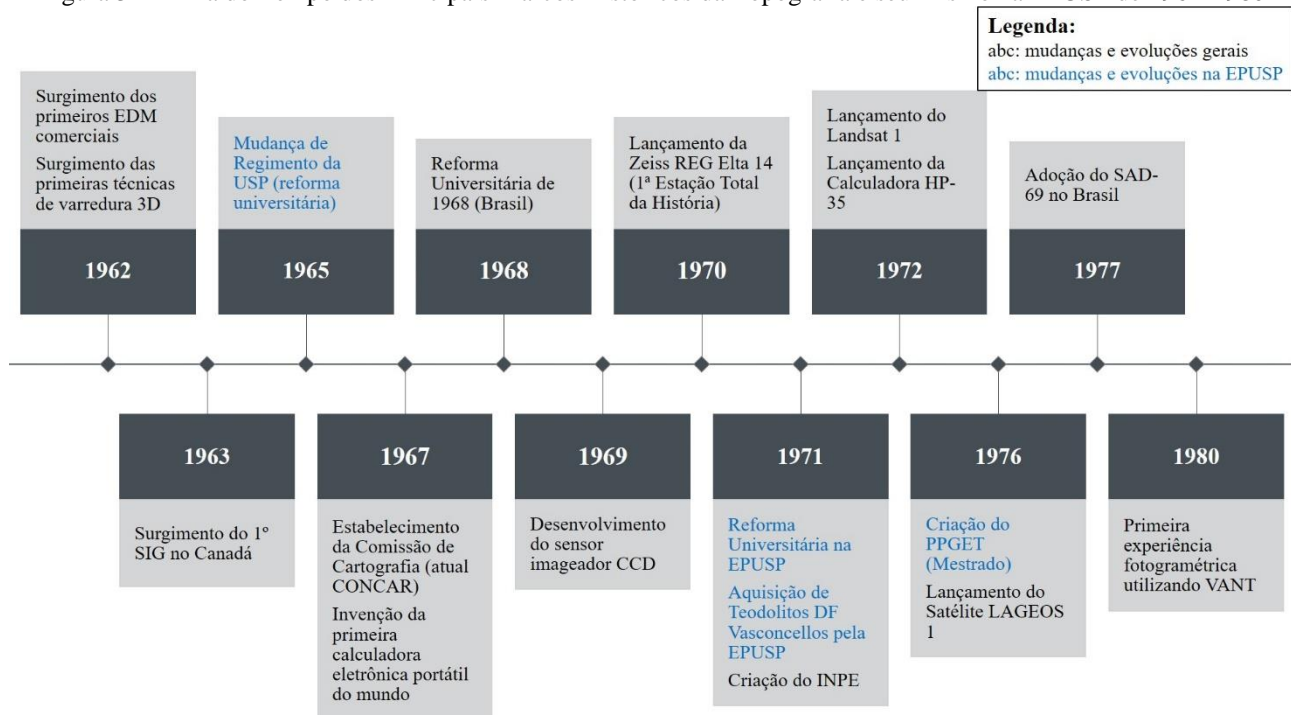 Legenda:
abc: mudanças e evoluções gerais
abc: mudanças e evoluções na EPUSP
Surgimento dos
primeiros EDM
comerciais
Surgimento das
primeiras técnicas
de varredura 3D
1962
Mudança de
Regimento da
USP (reforma
universitária)
1965
Reforma
Universitária de
1968 (Brasil)
1968
Lançamento da
Zeiss REG Elta 14
(1ª Estação Total
da História)
1970
Lançamento do
Landsat 1
Lançamento da
Calculadora HP-
35
1972
Adoção do SAD-
69 no Brasil
1977
1963
Surgimento do 1º
SIG no Canadá
1967
Estabelecimento
da Comissão de
Cartografia (atual
CONCAR)
Invenção da
primeira
calculadora
eletrônica portátil
do mundo
1969
Desenvolvimento
do sensor
imageador CCD
1971
Reforma
Universitária na
EPUSP
Aquisição de
Teodolitos DF
Vasconcellos pela
EPUSP
Criação do INPE
1976
Criação do
PPGET
(Mestrado)
Lançamento do
Satélite LAGEOS
1
1980
Primeira
experiência
fotogramétrica
utilizando VANT